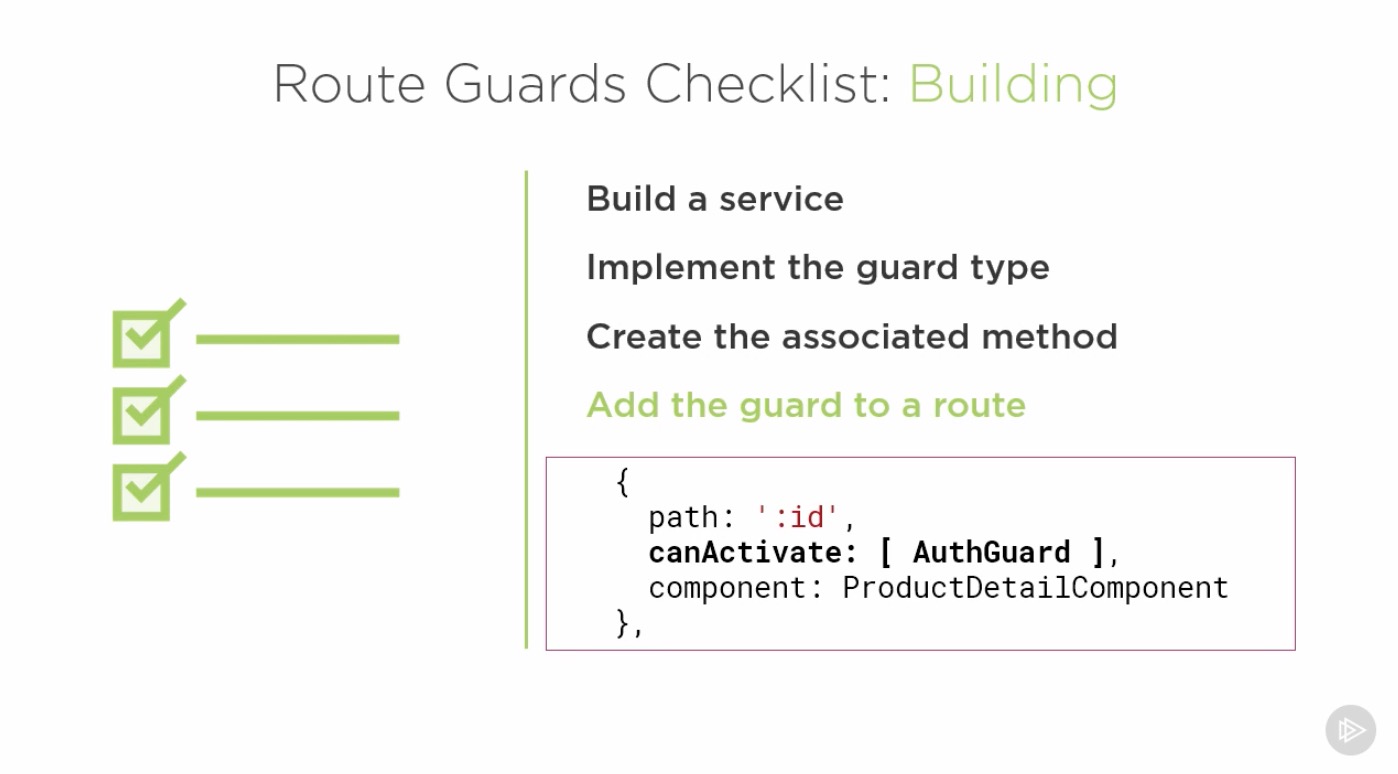 Route Guards Checklist: Building
Build a service
Implement the guard type
Create the associated method
Add the guard to a route
{
path: ':id',
canActivate: [ AuthGuard ],
component: ProductDetailComponent
},